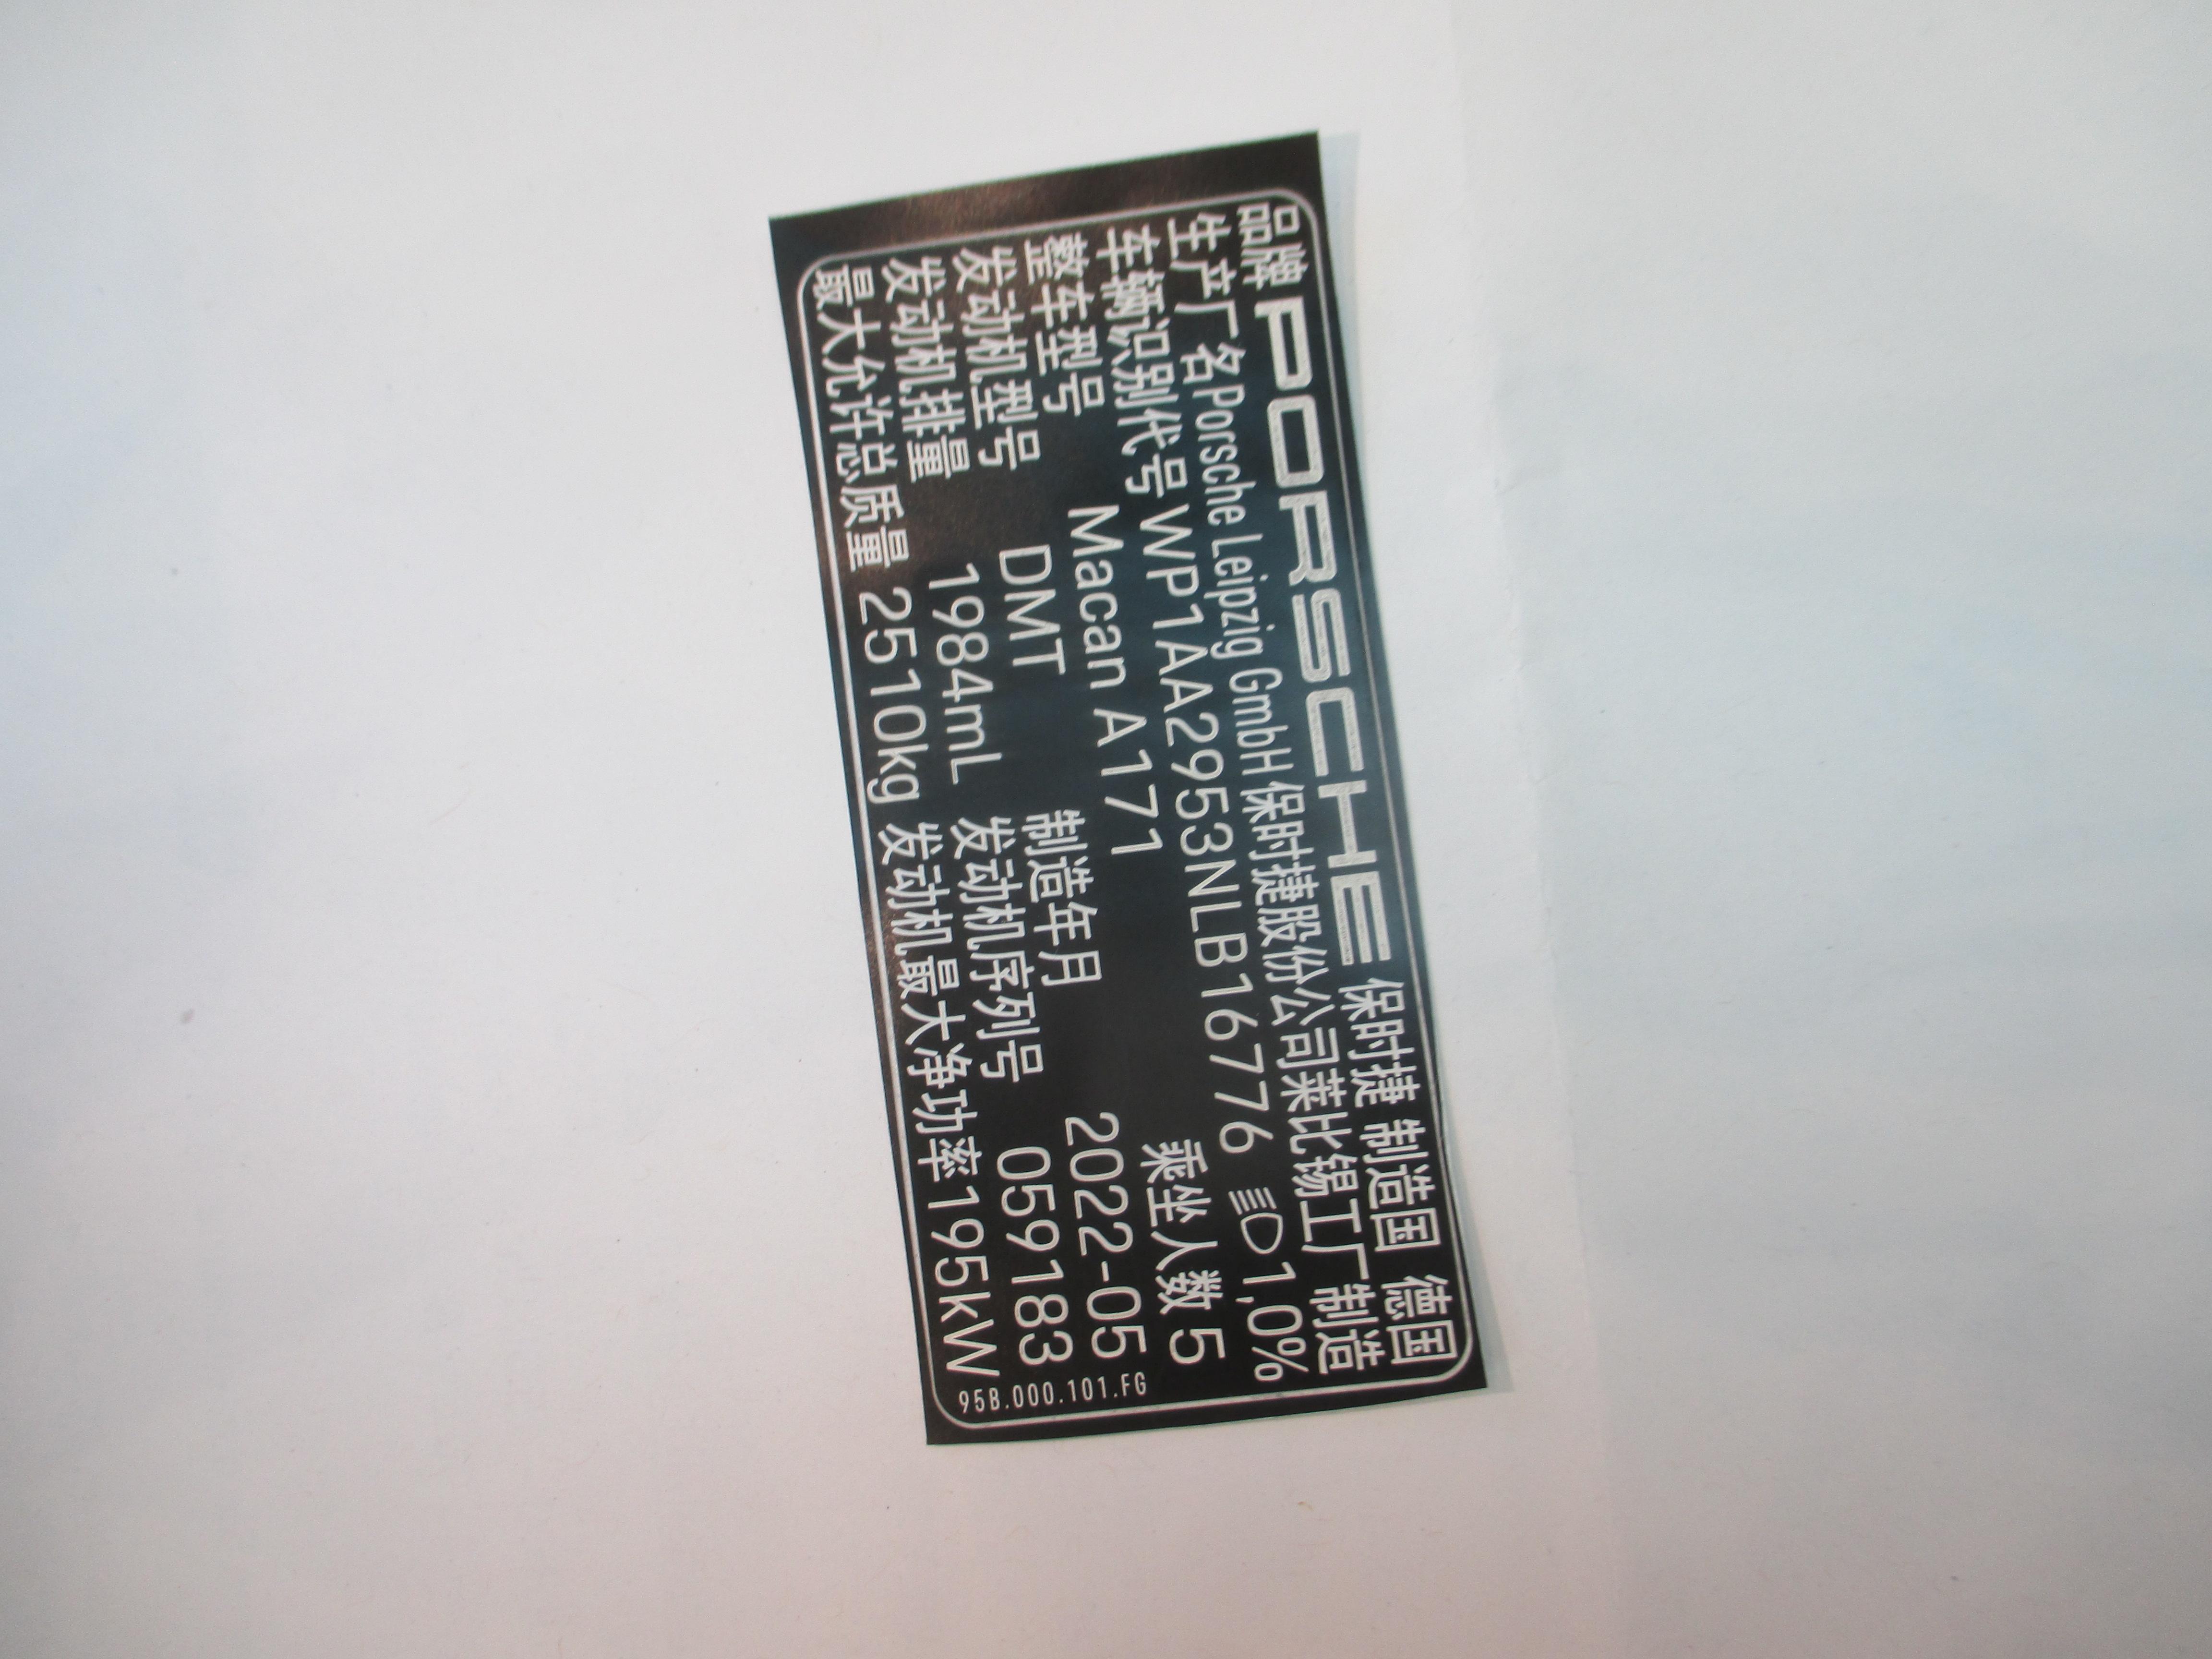 品牌 PORSCHE 保时捷 制造国 德国
生产厂名 Porsche Leipzig GmbH 保时捷股份公司莱比锡工厂制造
车辆识别代号 WP1AA2953NLB16776 1,0%
整车型号 Macan A171 乘坐人数 5
发动机型号 DMT 制造年月 2022-05
发动机排量 1984mL 发动机序列号 059183
最大允许总质量 2510kg 发动机最大净功率 195kW
95B.000.101.FG